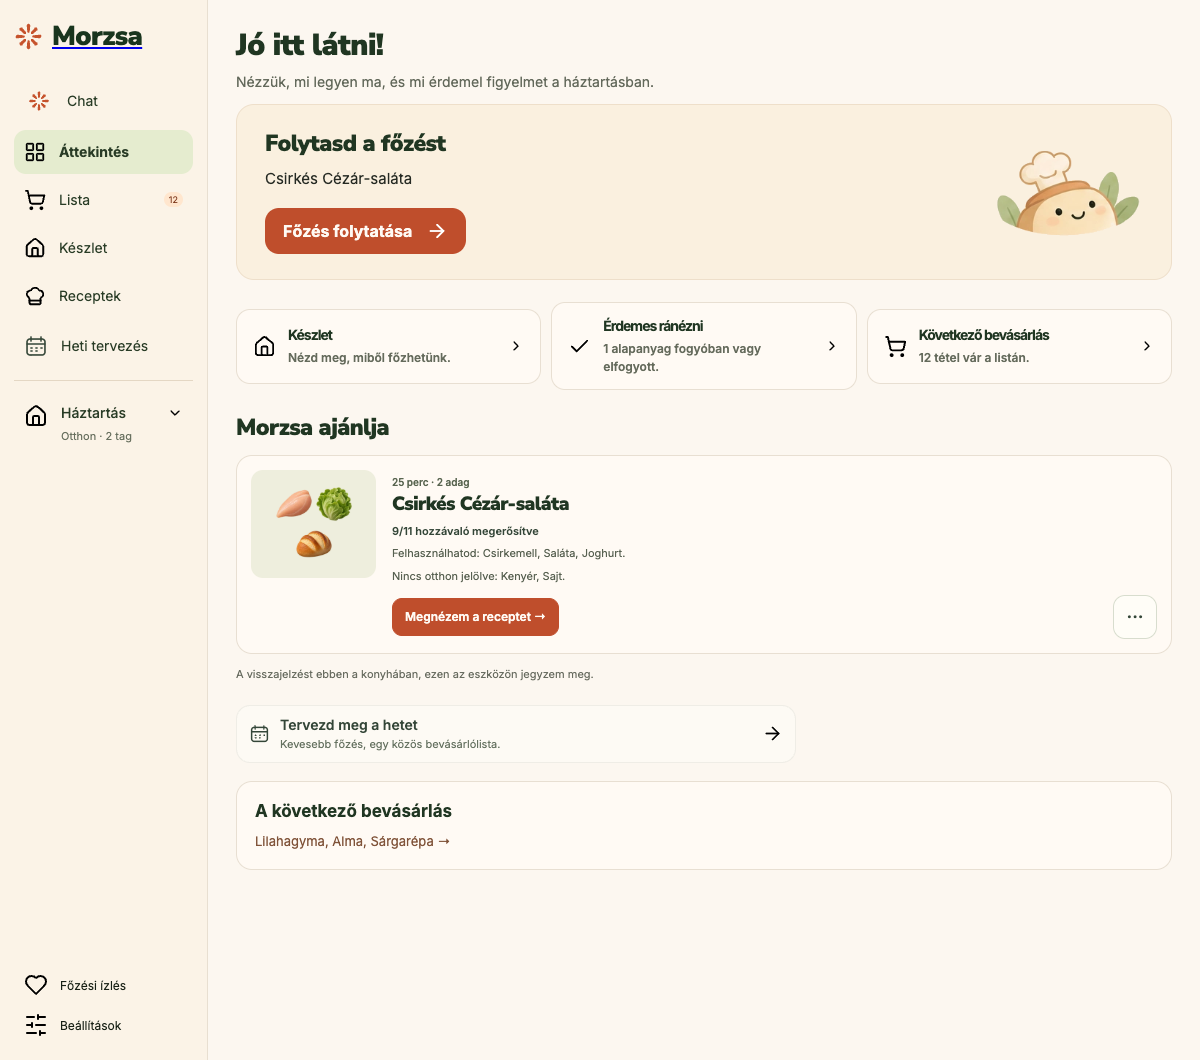 Morzsa
Chat
Áttekintés
Lista
12
Készlet
Receptek
Heti tervezés
Háztartás
Otthon · 2 tag
Főzési ízlés
Beállítások
Jó itt látni!
Nézzük, mi legyen ma, és mi érdemel figyelmet a háztartásban.
Folytasd a főzést
Csirkés Cézár-saláta
Főzés folytatása →
Készlet
Nézd meg, miből főzhetünk.
Érdemes ránézni
1 alapanyag fogyóban vagy
elfogyott.
Következő bevásárlás
12 tétel vár a listán.
Morzsa ajánlja
25 perc · 2 adag
Csirkés Cézár-saláta
9/11 hozzávaló megerősítve
Felhasználhatod: Csirkemell, Saláta, Joghurt.
Nincs otthon jelölve: Kenyér, Sajt.
Megnézem a receptet →
A visszajelzést ebben a konyhában, ezen az eszközön jegyzem meg.
Tervezd meg a hetet
Kevesebb főzés, egy közös bevásárlólista.
A következő bevásárlás
Lilahagyma, Alma, Sárgarépa →